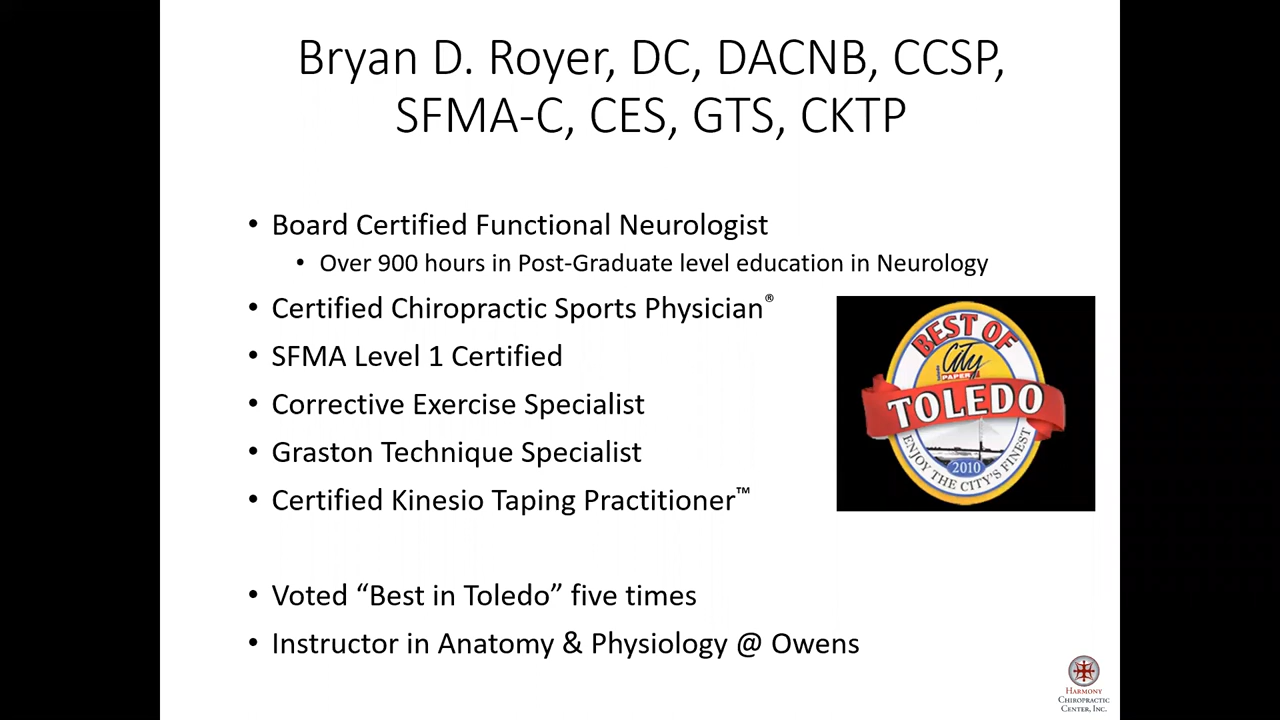 Bryan D. Royer, DC, DACNB, CCSP,
SFMA-C, CES, GTS, CKTP
• Board Certified Functional Neurologist
• Over 900 hours in Post-Graduate level education in Neurology
• Certified Chiropractic Sports Physician®
• SFMA Level 1 Certified
• Corrective Exercise Specialist
• Graston Technique Specialist
• Certified Kinesio Taping Practitioner™
BEST OF
City
PAPER
TOLEDO
2010
ENJOY THE CITY'S FINEST
• Voted “Best in Toledo” five times
• Instructor in Anatomy & Physiology @ Owens
HARMONY
CHIROPRACTIC
CENTER, INC.